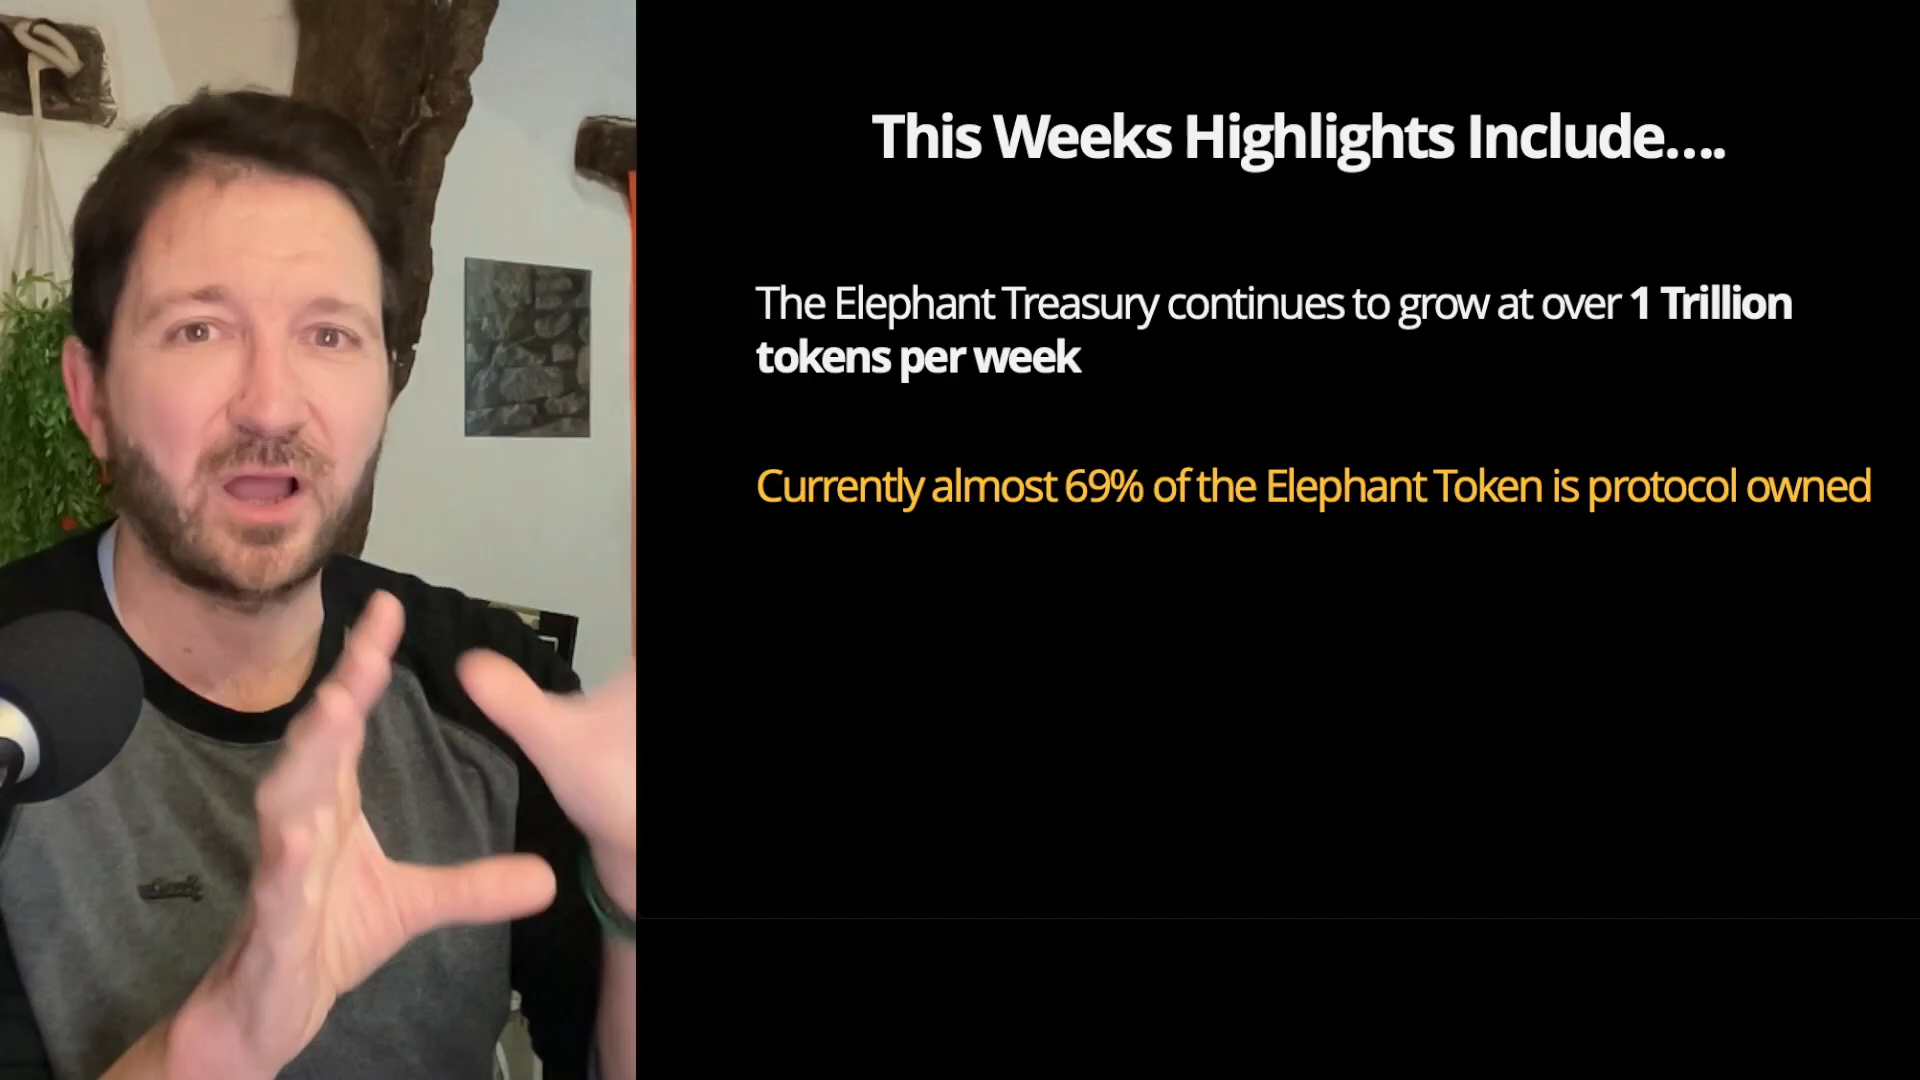 This Weeks Highlights Include....
The Elephant Treasury continues to grow at over 1 Trillion
tokens per week
Currently almost 69% of the Elephant Token is protocol owned